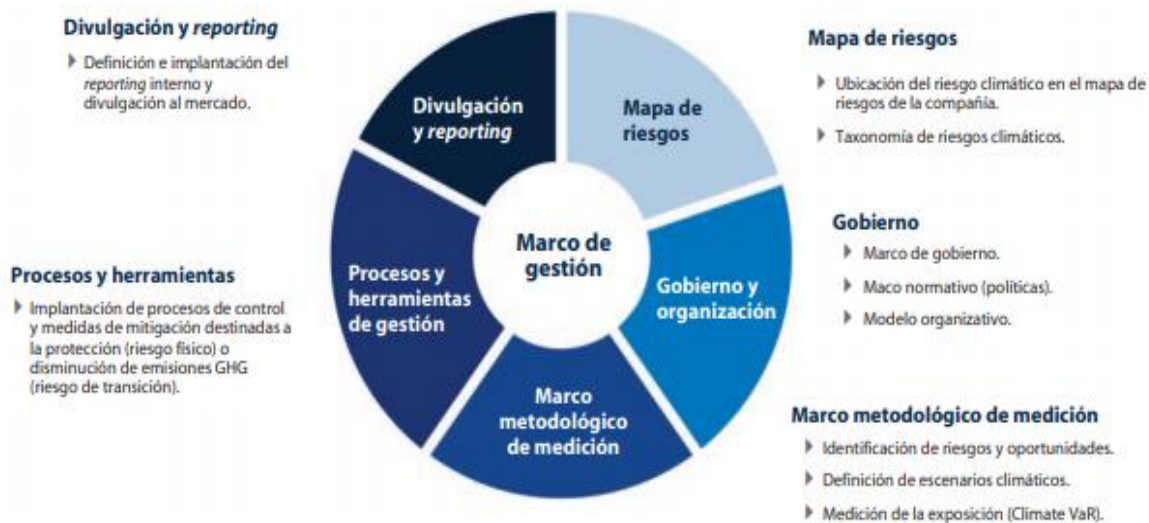 Divulgación y reporting
Definición e implantación del
reporting interno y
divulgación al mercado.
Procesos y herramientas
Implantación de procesos de control
y medidas de mitigación destinadas a
la protección (riesgo físico) o
disminución de emisiones GHG
(riesgo de transición).
Divulgación
y reporting
Mapa de
riesgos
Marco de
gestión
Procesos y
herramientas
de gestión
Gobierno y
organización
Marco
metodológico
de medición
Mapa de riesgos
Ubicación del riesgo climático en el mapa de
riesgos de la compañía.
Taxonomía de riesgos climáticos.
Gobierno
Marco de gobierno.
Maco normativo (políticas).
Modelo organizativo.
Marco metodológico de medición
Identificación de riesgos y oportunidades.
Definición de escenarios climáticos.
Medición de la exposición (Climate VaR).